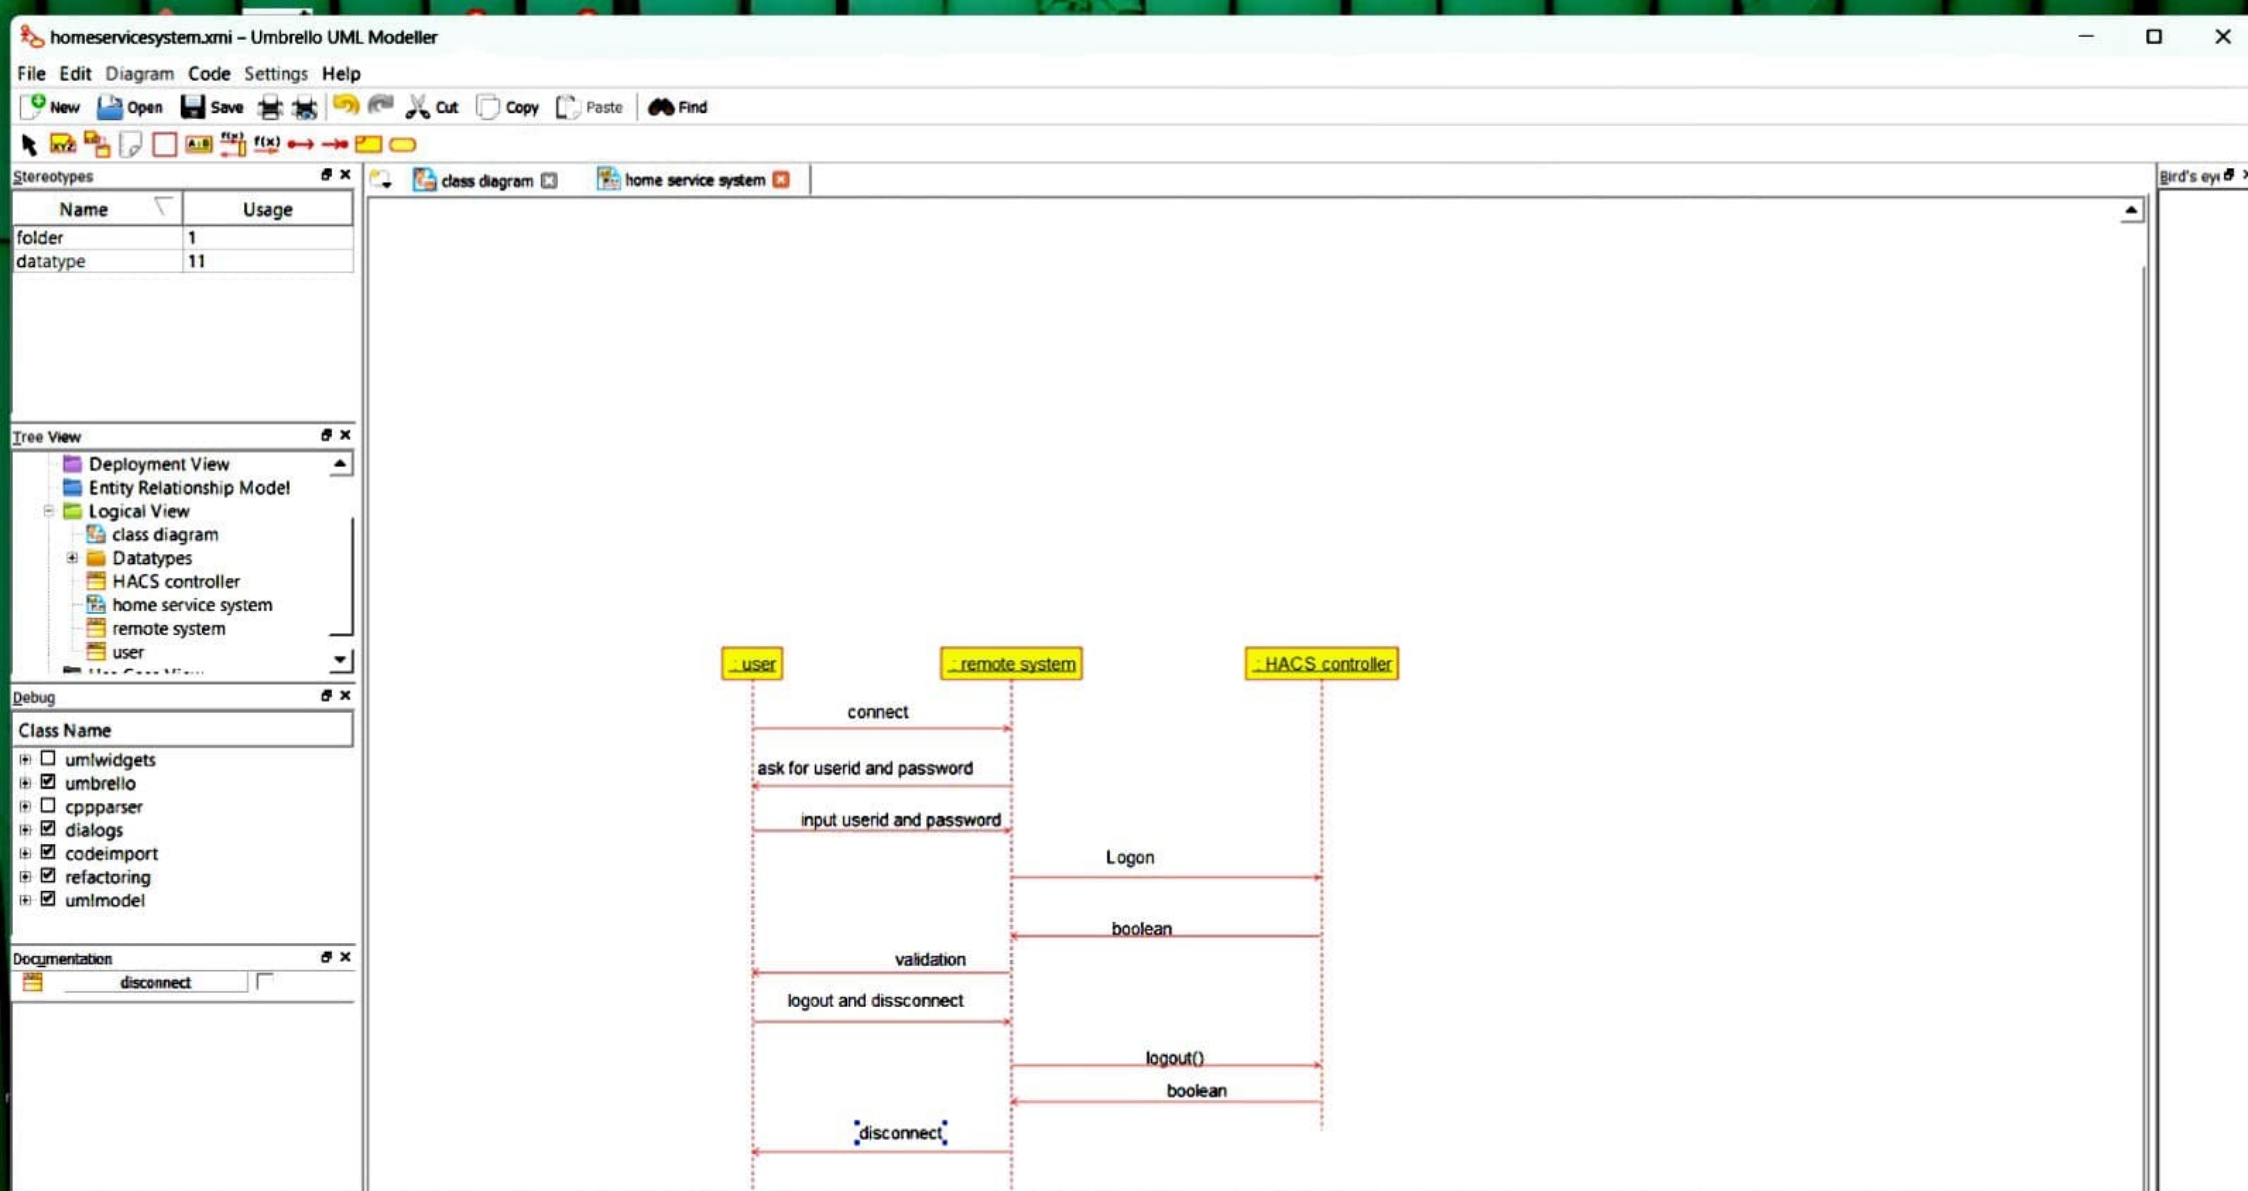 homeservicesystem.xmi – Umbrello UML Modeller
File Edit Diagram Code Settings Help
New Open Save Cut Copy Paste Find
XYZ A:B f(x) f(x)
Stereotypes
Name Usage
folder 1
datatype 11
Tree View
Deployment View
Entity Relationship Model
Logical View
class diagram
Datatypes
HACS controller
home service system
remote system
user
Debug
Class Name
umlwidgets
umbrello
cppparser
dialogs
codeimport
refactoring
umlmodel
Documentation
disconnect
class diagram home service system
: user : remote system : HACS controller
connect
ask for userid and password
input userid and password
Logon
boolean
validation
logout and dissconnect
logout()
boolean
disconnect
Bird's